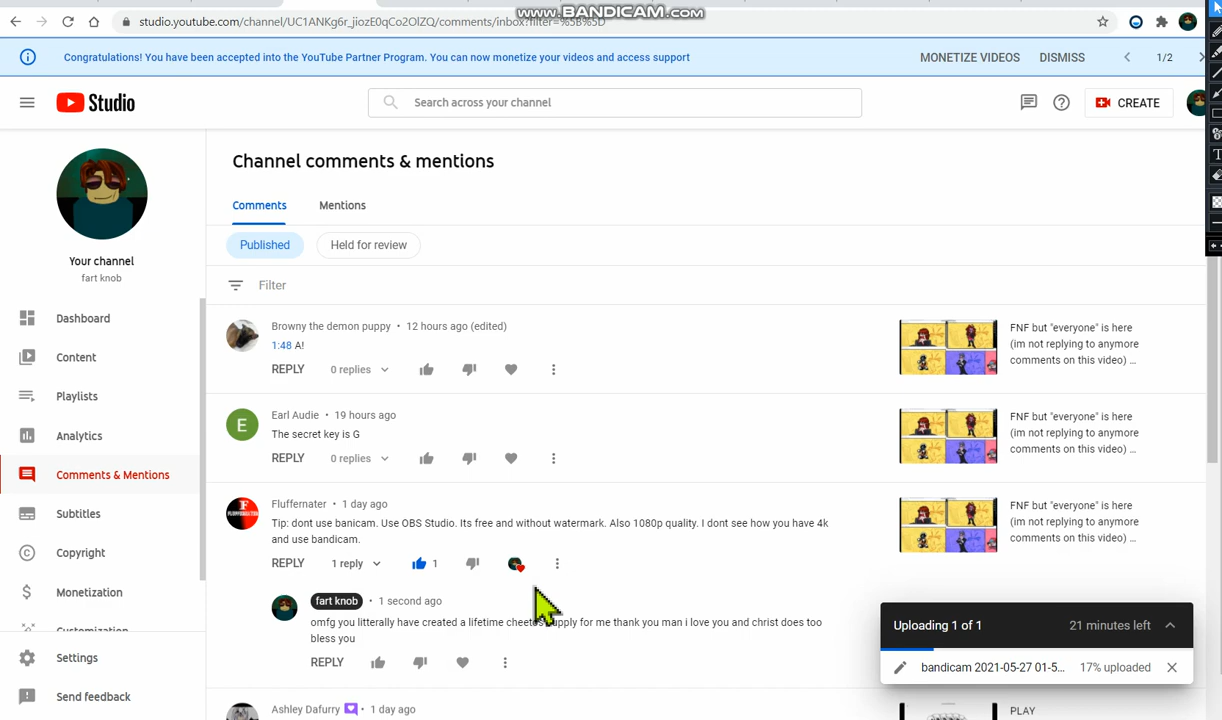 www.BANDICAM.com
studio.youtube.com/channel/UC1ANKg6r_jiozE0qCo2OlZQ/comments/inbox?filter=%5B%5D
Congratulations! You have been accepted into the YouTube Partner Program. You can now monetize your videos and access support
MONETIZE VIDEOS
DISMISS
1/2
Studio
Search across your channel
CREATE
Your channel
fart knob
Dashboard
Content
Playlists
Analytics
Comments & Mentions
Subtitles
Copyright
Monetization
Customization
Settings
Send feedback
Channel comments & mentions
Comments
Mentions
Published
Held for review
Filter
Browny the demon puppy • 12 hours ago (edited)
1:48 A!
REPLY
0 replies
FNF but "everyone" is here
(im not replying to anymore
comments on this video) ...
Earl Audie • 19 hours ago
E
The secret key is G
REPLY
0 replies
FNF but "everyone" is here
(im not replying to anymore
comments on this video) ...
Fluffernater • 1 day ago
Tip: dont use banicam. Use OBS Studio. Its free and without watermark. Also 1080p quality. I dont see how you have 4k
and use bandicam.
REPLY
1 reply
1
FNF but "everyone" is here
(im not replying to anymore
comments on this video) ...
fart knob • 1 second ago
omfg you litterally have created a lifetime cheetos supply for me thank you man i love you and christ does too
bless you
REPLY
Ashley Dafurry • 1 day ago
PLAY
Uploading 1 of 1
21 minutes left
bandicam 2021-05-27 01-5...
17% uploaded